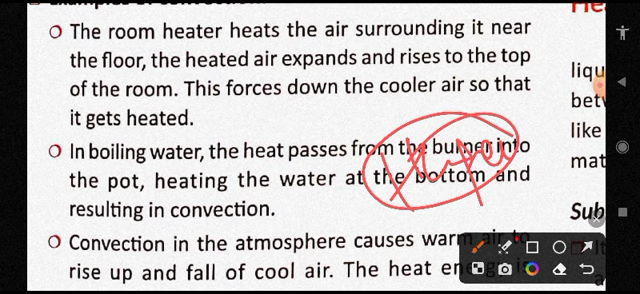 The room heater heats the air surrounding it near
the floor, the heated air expands and rises to the top
of the room. This forces down the cooler air so that
it gets heated.
In boiling water, the heat passes from the burner into
the pot, heating the water at the bottom and
resulting in convection.
Convection in the atmosphere causes warm air to
rise up and fall of cool air. The heat energy is
liqu
betw
like
mat
Sub